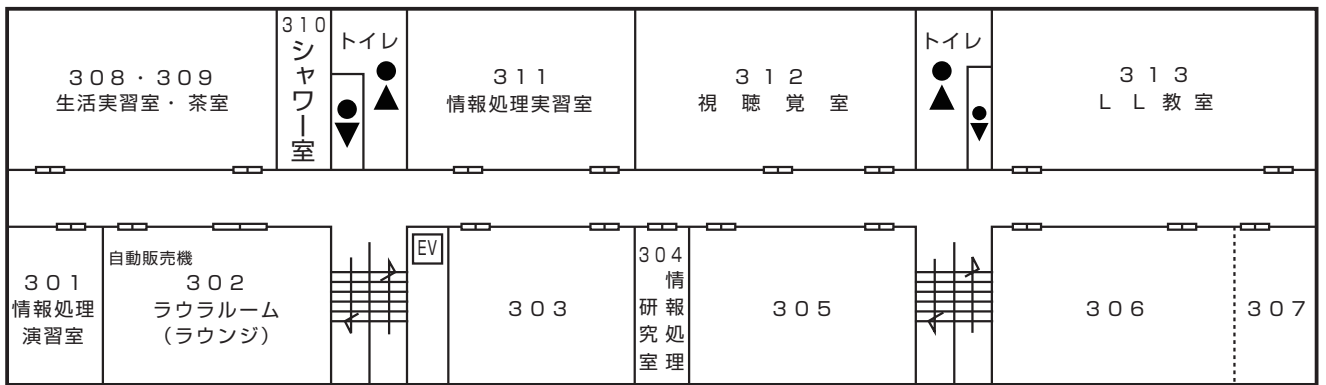 308・309
生活実習室・茶室
310
シャワー室
トイレ
311
情報処理実習室
312
視聴覚室
トイレ
313
LL教室
301
情報処理
演習室
自動販売機
302
ラウラルーム
（ラウンジ）
EV
303
304
情報処理
研究室
305
306
307